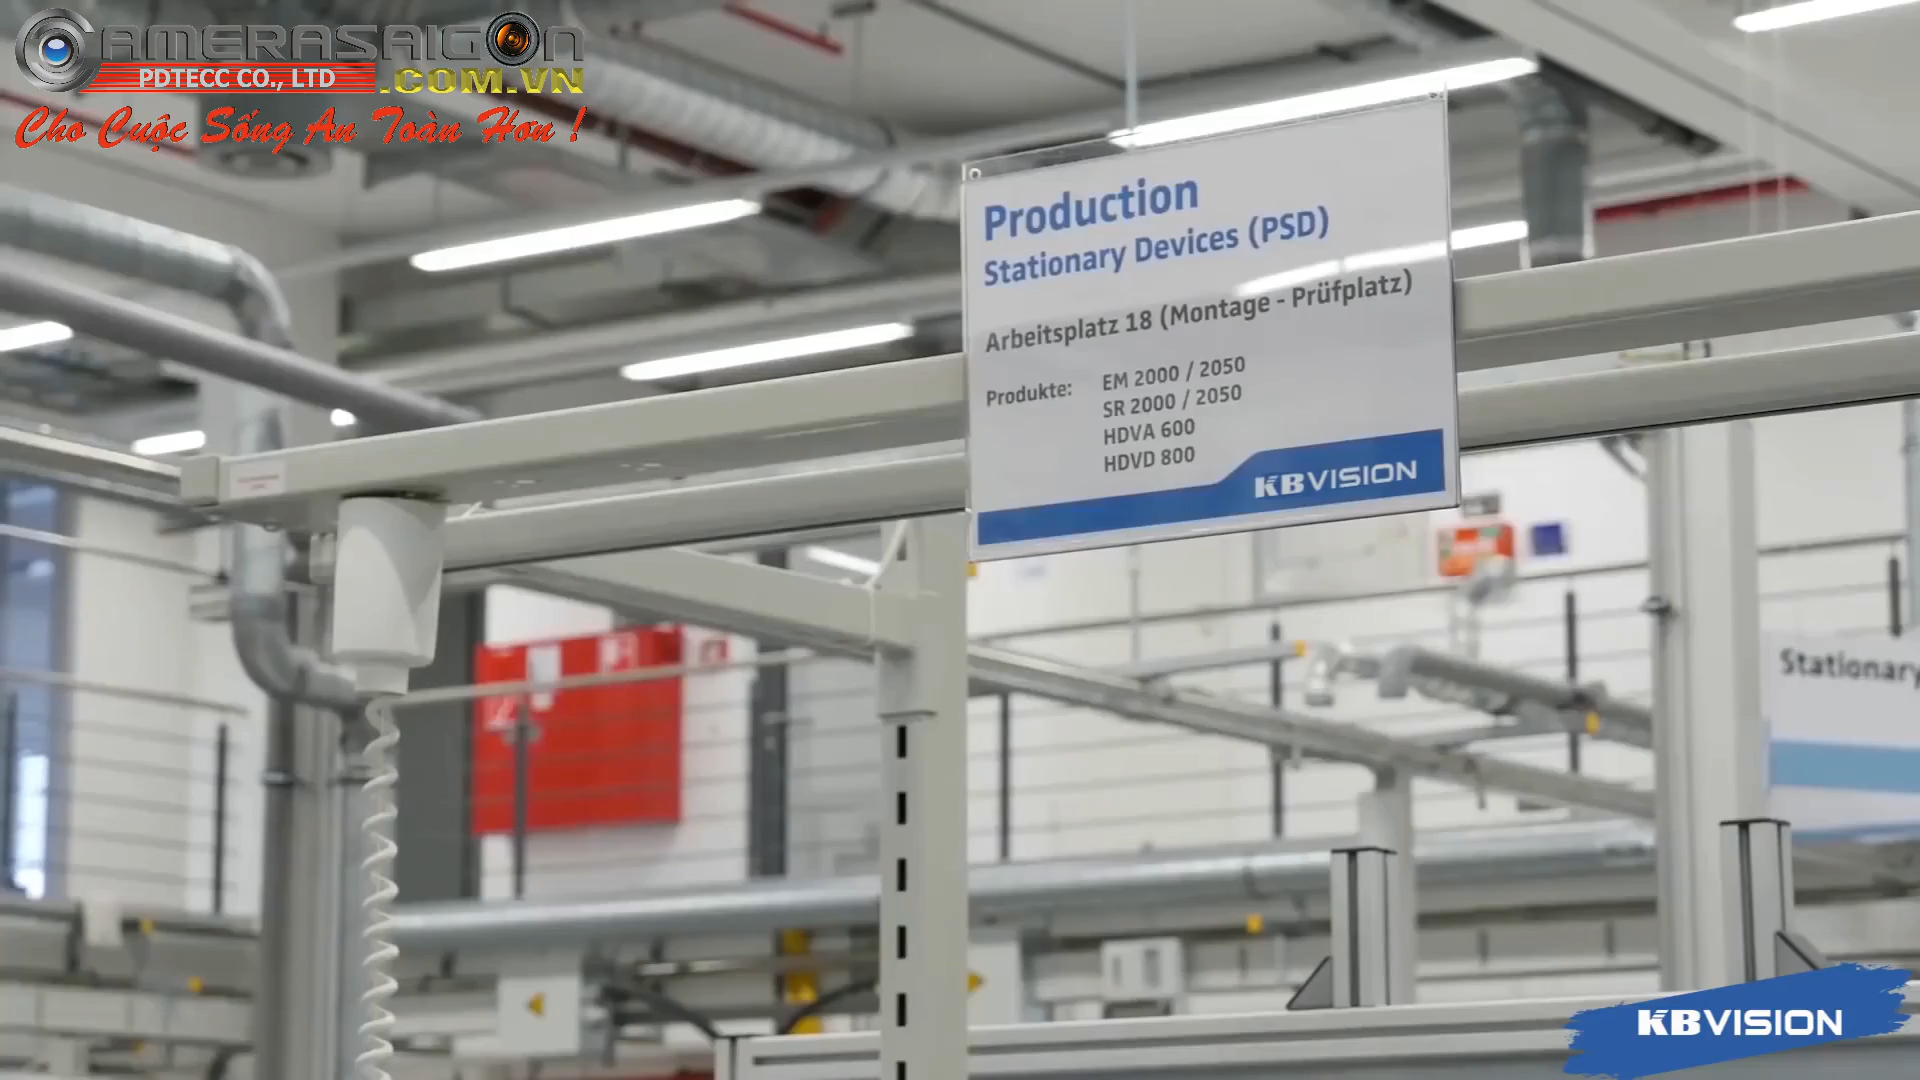 CAMERASAIGON
PDTECC CO., LTD
.COM.VN
Cho Cuộc Sống An Toàn Hơn !
Production
Stationary Devices (PSD)
Arbeitsplatz 18 (Montage - Prüfplatz)
Produkte: EM 2000 / 2050
SR 2000 / 2050
HDVA 600
HDVD 800
KBVISION
Stationary
KBVISION